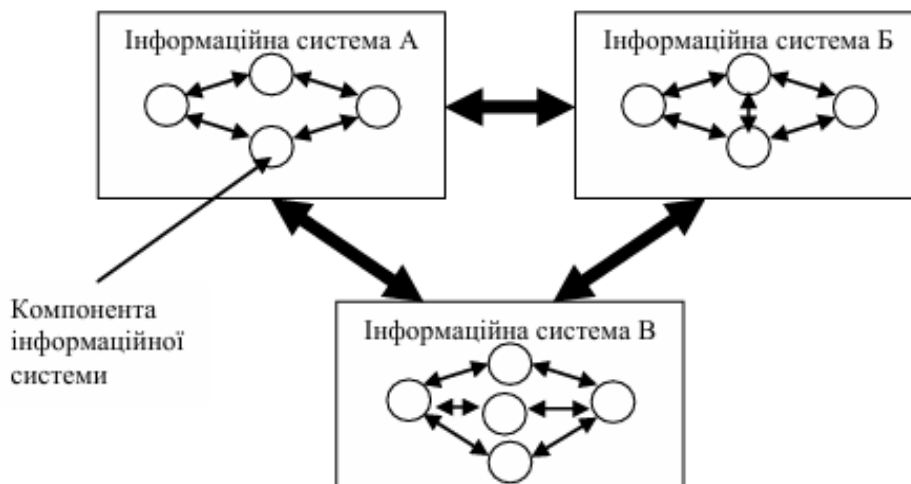 Інформаційна система А
Інформаційна система Б
Компонента
інформаційної
системи
Інформаційна система В